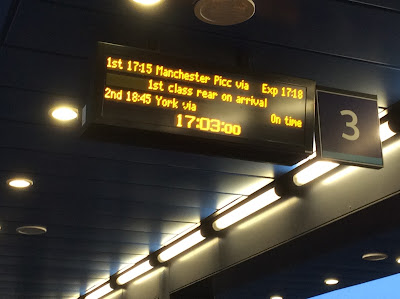 1st 17:15 Manchester Picc via Exp 17:18
1st class rear on arrival
2nd 18:45 York via On time
17:03:00
3